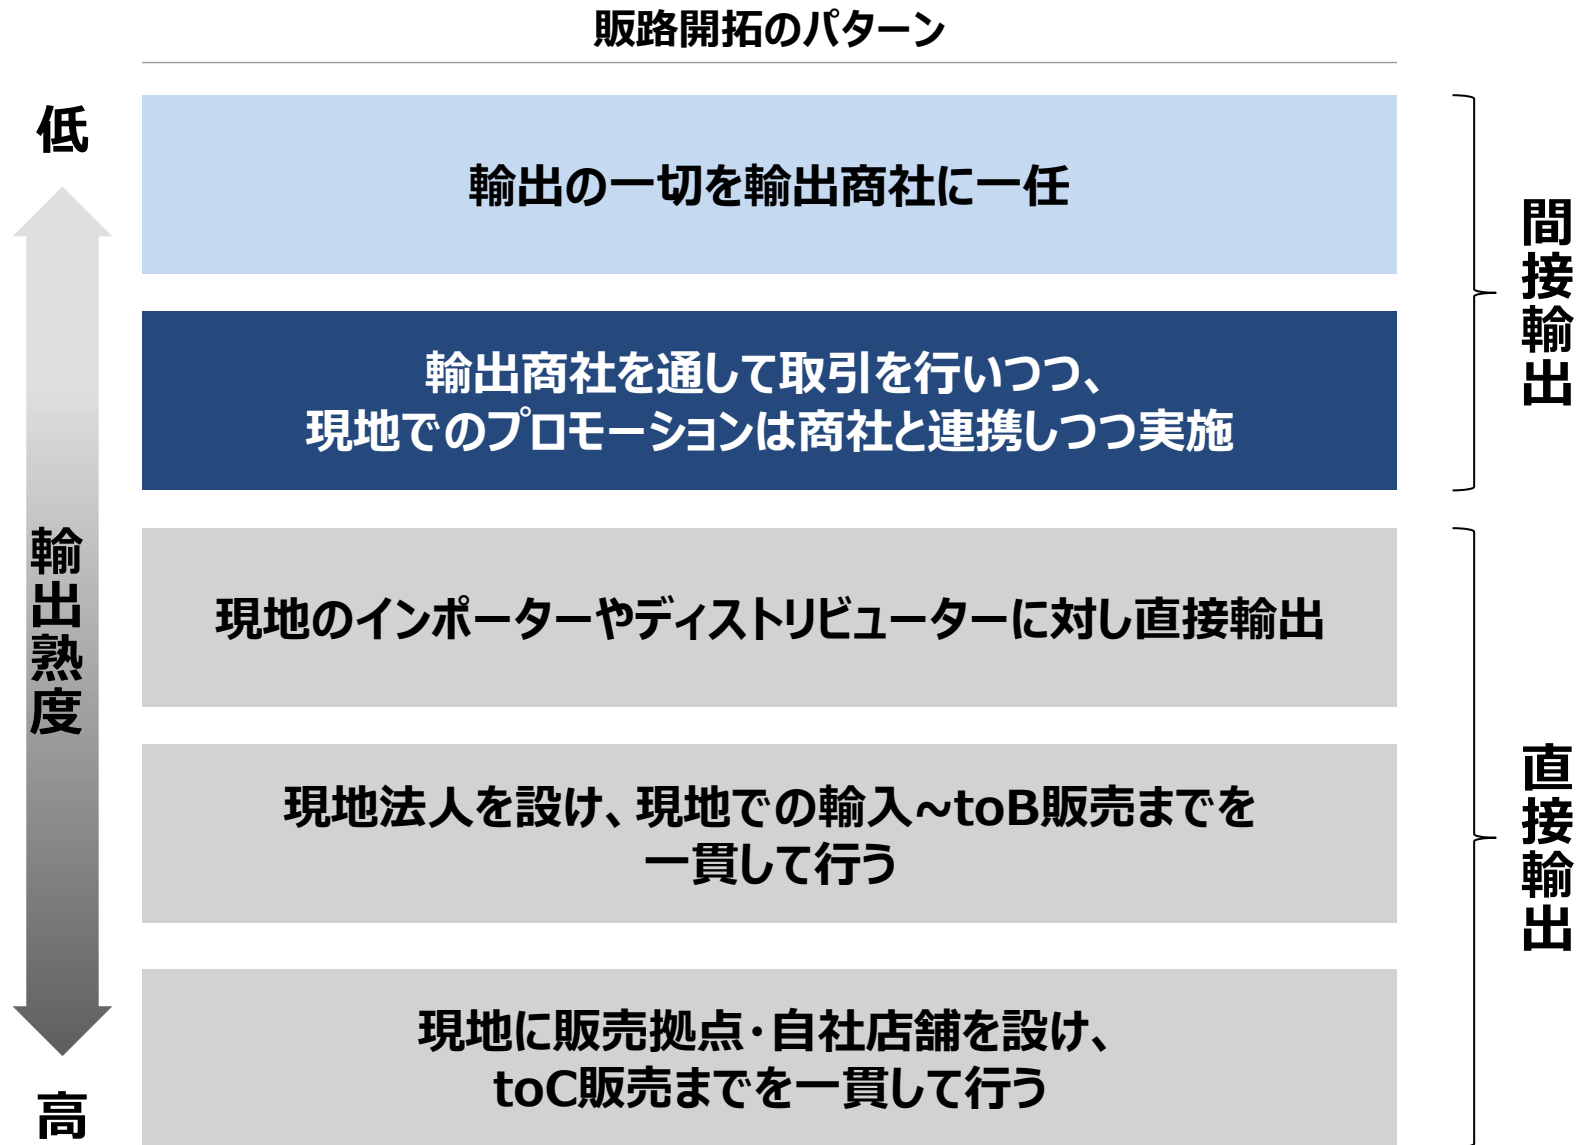 販路開拓のパターン
低
輸出の一切を輸出商社に一任
輸出商社を通して取引を行いつつ、
現地でのプロモーションは商社と連携しつつ実施
間接輸出
輸出熟度
現地のインポーターやディストリビューターに対し直接輸出
現地法人を設け、現地での輸入~toB販売までを
一貫して行う
直接輸出
現地に販売拠点・自社店舗を設け、
toC販売までを一貫して行う
高